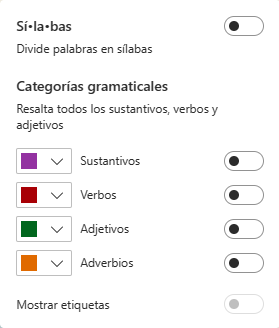 Sí•la•bas
Divide palabras en sílabas
Categorías gramaticales
Resalta todos los sustantivos, verbos y
adjetivos
Sustantivos
Verbos
Adjetivos
Adverbios
Mostrar etiquetas